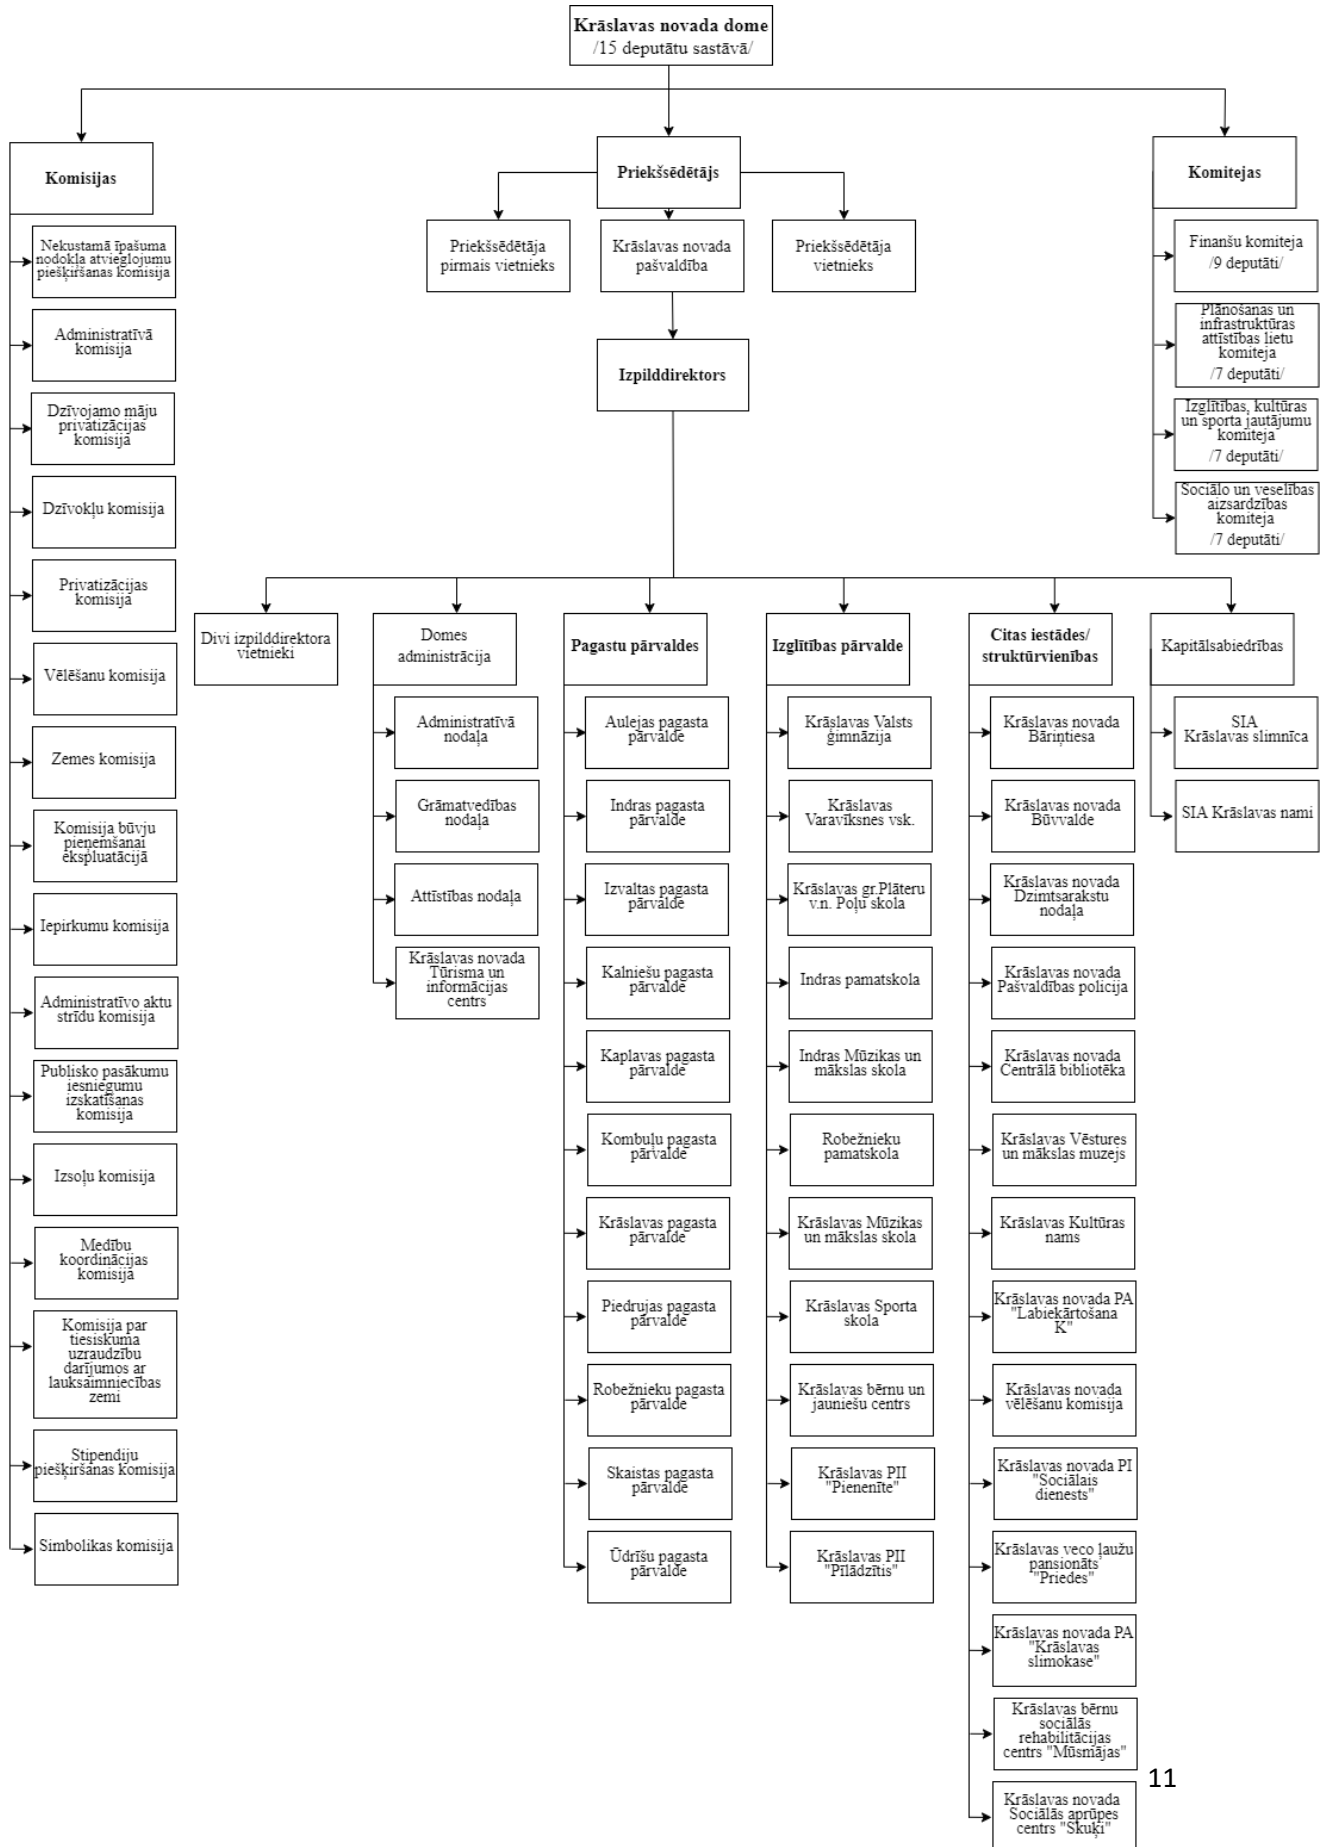 Krāslavas novada dome
/15 deputātu sastāvā/
Komisijas
Nekustamā īpašuma
nodokļa atvieglojumu
piešķiršanas komisija
Administratīvā
komisija
Dzīvojamo māju
privatizācijas
komisija
Dzīvokļu komisija
Privatizācijas
komisija
Vēlēšanu komisija
Zemes komisija
Komisija būvju
pieņemšanai
ekspluatācijā
Iepirkumu komisija
Administratīvo aktu
strīdu komisija
Publisko pasākumu
iesniegumu
izskatīšanas
komisija
Izsoļu komisija
Medību
koordinācijas
komisija
Komisija par
tiesiskuma
uzraudzību
darījumos ar
lauksaimniecības
zemi
Stipendiju
piešķiršanas komisija
Simbolikas komisija
Priekšsēdētājs
Priekšsēdētāja
pirmais vietnieks
Krāslavas novada
pašvaldība
Priekšsēdētāja
vietnieks
Izpilddirektors
Komitejas
Finanšu komiteja
/9 deputāti/
Plānošanas un
infrastruktūras
attīstības lietu
komiteja
/7 deputāti/
Izglītības, kultūras
un sporta jautājumu
komiteja
/7 deputāti/
Sociālo un veselības
aizsardzības
komiteja
/7 deputāti/
Divi izpilddirektora
vietnieki
Domes
administrācija
Administratīvā
nodaļa
Grāmatvedības
nodaļa
Attīstības nodaļa
Krāslavas novada
Tūrisma un
informācijas
centrs
Pagastu pārvaldes
Aulejas pagasta
pārvalde
Indras pagasta
pārvalde
Izvaltas pagasta
pārvalde
Kalniešu pagasta
pārvalde
Kaplavas pagasta
pārvalde
Kombuļu pagasta
pārvalde
Krāslavas pagasta
pārvalde
Piedrujas pagasta
pārvalde
Robežnieku pagasta
pārvalde
Skaistas pagasta
pārvalde
Ūdrīšu pagasta
pārvalde
Izglītības pārvalde
Krāslavas Valsts
ģimnāzija
Krāslavas
Varavīksnes vsk.
Krāslavas gr.Plāteru
v.n. Poļu skola
Indras pamatskola
Indras Mūzikas un
mākslas skola
Robežnieku
pamatskola
Krāslavas Mūzikas
un mākslas skola
Krāslavas Sporta
skola
Krāslavas bērnu un
jauniešu centrs
Krāslavas PII
"Pienenīte"
Krāslavas PII
"Pīlādzītis"
Citas iestādes/
struktūrvienības
Krāslavas novada
Bāriņtiesa
Krāslavas novada
Būvvalde
Krāslavas novada
Dzimtsarakstu
nodaļa
Krāslavas novada
Pašvaldības policija
Krāslavas novada
Centrālā bibliotēka
Krāslavas Vēstures
un mākslas muzejs
Krāslavas Kultūras
nams
Krāslavas novada PA
"Labiekārtošana
K"
Krāslavas novada
vēlēšanu komisija
Krāslavas novada PI
"Sociālais
dienests"
Krāslavas veco ļaužu
pansionāts
"Priedes"
Krāslavas novada PA
"Krāslavas
slimokase"
Krāslavas bērnu
sociālās
rehabilitācijas
centrs "Mūsmājas"
Krāslavas novada
Sociālās aprūpes
centrs "Skuķi"
Kapitālsabiedrības
SIA
Krāslavas slimnīca
SIA Krāslavas nami
11